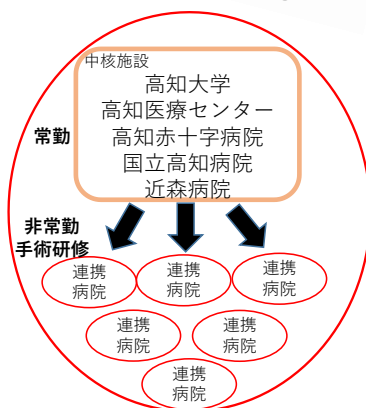 中核施設
高知大学
高知医療センター
高知赤十字病院
国立高知病院
近森病院
常勤
非常勤
手術研修
連携
病院
連携
病院
連携
病院
連携
病院
連携
病院
連携
病院